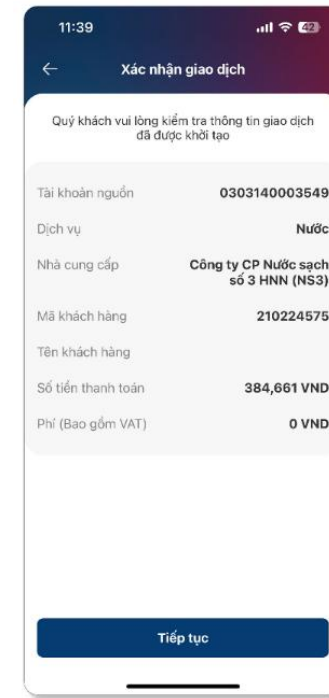 11:39
42
Xác nhận giao dịch
Quý khách vui lòng kiểm tra thông tin giao dịch
đã được khởi tạo
Tài khoản nguồn 0303140003549
Dịch vụ Nước
Nhà cung cấp Công ty CP Nước sạch
số 3 HNN (NS3)
Mã khách hàng 210224575
Tên khách hàng
Số tiền thanh toán 384,661 VND
Phí (Bao gồm VAT) 0 VND
Tiếp tục